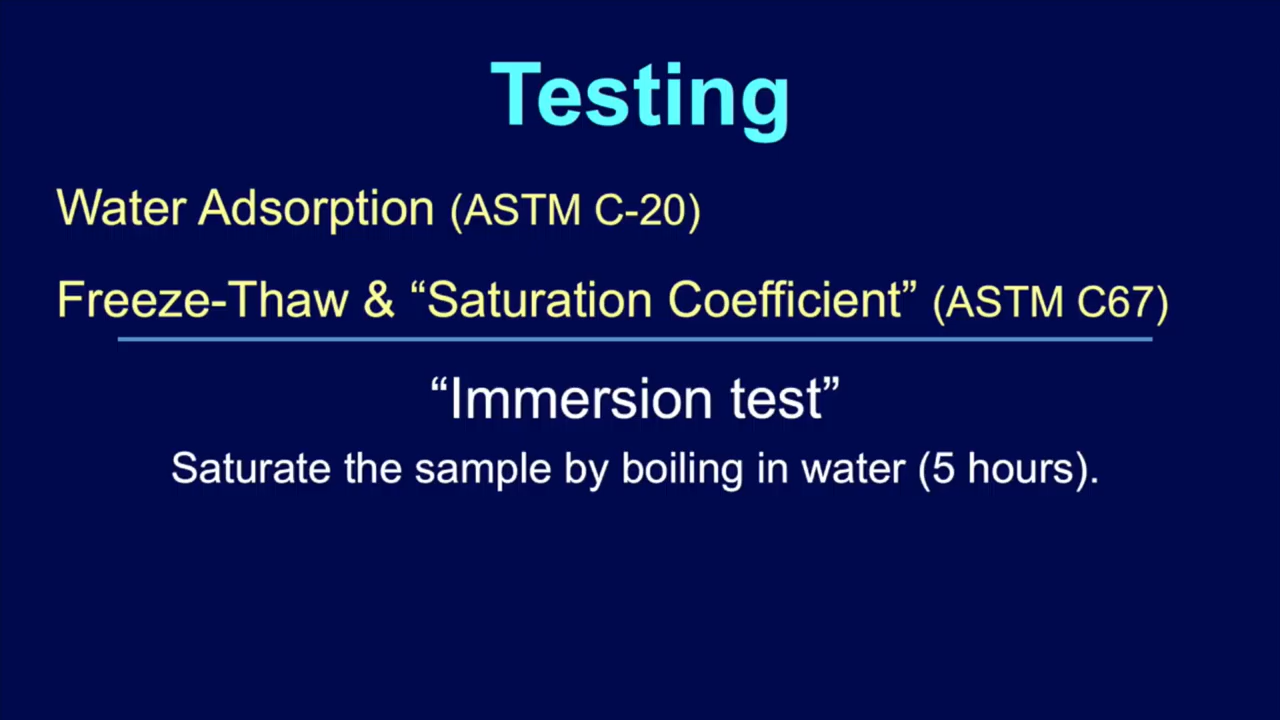 Testing
Water Adsorption (ASTM C-20)
Freeze-Thaw & “Saturation Coefficient” (ASTM C67)
“Immersion test”
Saturate the sample by boiling in water (5 hours).